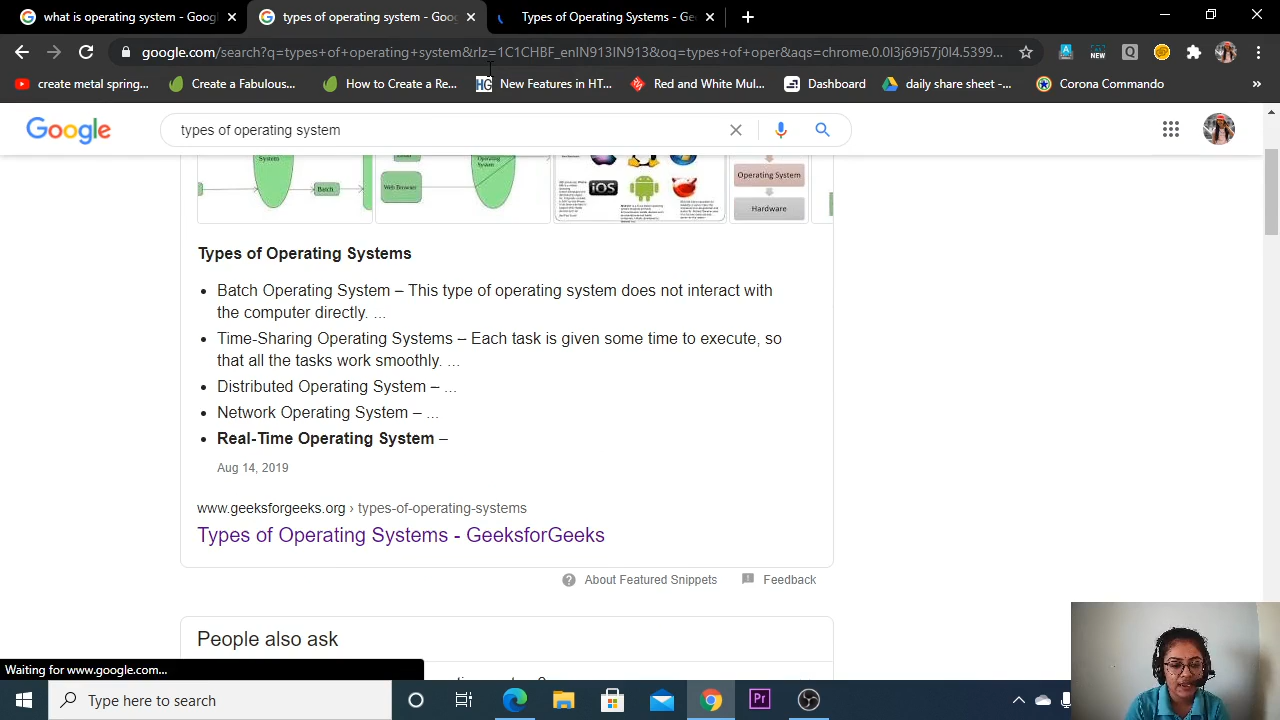 what is operating system - Googl
types of operating system - Goo
Types of Operating Systems - Ge
google.com/search?q=types+of+operating+system&rlz=1C1CHBF_enIN913IN913&oq=types+of+oper&aqs=chrome.0.0l3j69i57j0l4.5399...
NEW
create metal spring...
Create a Fabulous...
How to Create a Re...
HG New Features in HT...
Red and White Mul...
Dashboard
daily share sheet -...
Corona Commando
»
Google
types of operating system
System
Batch
Web Browser
Operating System
iOS
Operating System
Hardware
Types of Operating Systems
• Batch Operating System – This type of operating system does not interact with
the computer directly. ...
• Time-Sharing Operating Systems – Each task is given some time to execute, so
that all the tasks work smoothly. ...
• Distributed Operating System – ...
• Network Operating System – ...
• Real-Time Operating System –
Aug 14, 2019
www.geeksforgeeks.org › types-of-operating-systems
Types of Operating Systems - GeeksforGeeks
About Featured Snippets
Feedback
People also ask
Waiting for www.google.com...
Type here to search
Pr